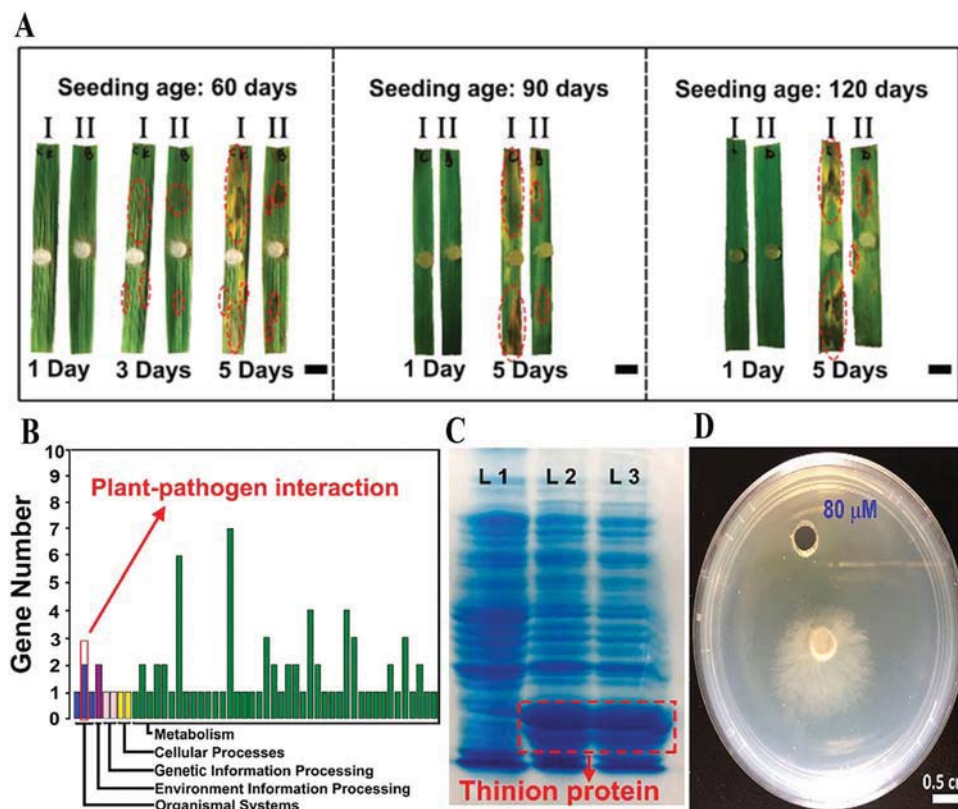 A
Seeding age: 60 days
I II I II I II
1 Day 3 Days 5 Days
Seeding age: 90 days
I II I II
1 Day 5 Days
Seeding age: 120 days
I II I II
1 Day 5 Days
B
Gene Number
10
9
8
7
6
5
4
3
2
1
0
Plant-pathogen interaction
Metabolism
Cellular Processes
Genetic Information Processing
Environment Information Processing
Organismal Systems
C
L 1 L 2 L 3
Thinion protein
D
80 μM
0.5 cm